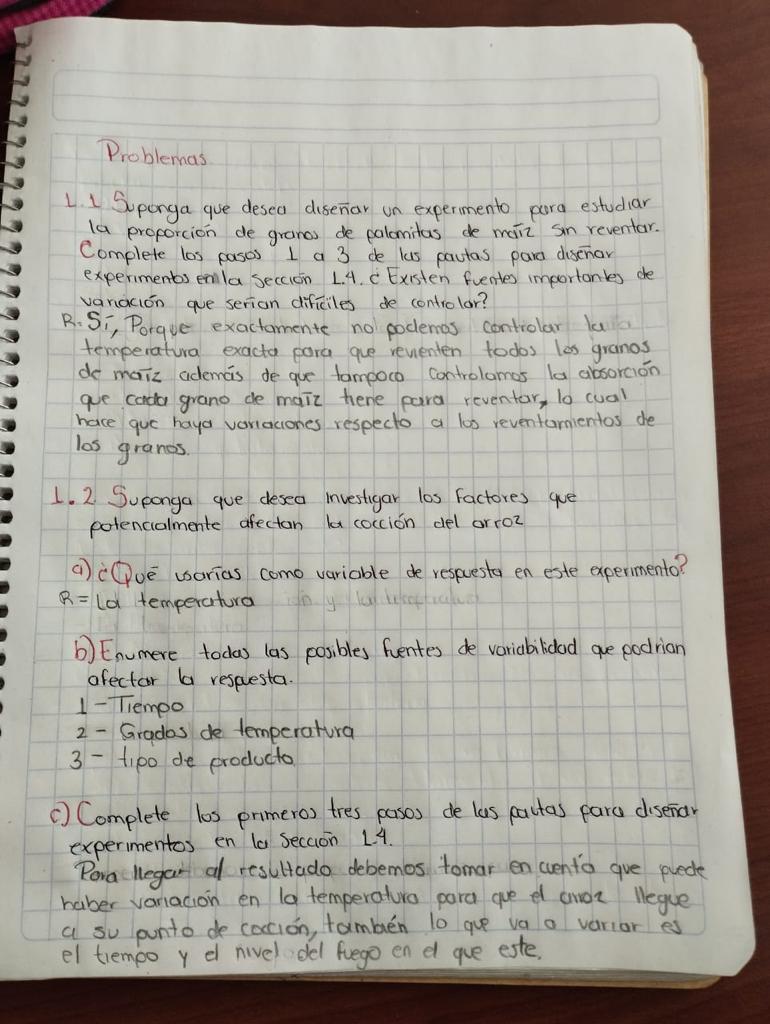 Problemas
1.1 Suponga que desea diseñar un experimento para estudiar
la proporción de granos de palomitas de maíz sin reventar.
Complete los pasos 1 a 3 de las pautas para diseñar
experimentos en la sección 1.4. ¿Existen fuentes importantes de
variación que serían difíciles de controlar?
R= Sí, Porque exactamente no podemos controlar la
temperatura exacta para que revienten todos los granos
de maíz además de que tampoco controlamos la absorción
que cada grano de maíz tiene para reventar, lo cual
hace que haya variaciones respecto a los reventamientos de
los granos.
1.2 Suponga que desea investigar los factores que
potencialmente afectan la cocción del arroz
a) ¿Qué usarías como variable de respuesta en este experimento?
R= La temperatura
b) Enumere todas las posibles fuentes de variabilidad que podrian
afectar la respuesta.
1 - Tiempo
2 - Grados de temperatura
3 - tipo de producto
c) Complete los primeros tres pasos de las pautas para diseñar
experimentos en la sección 1.4.
Para llegar al resultado debemos tomar en cuenta que puede
haber variación en la temperatura para que el arroz llegue
a su punto de cocción, también lo que va a variar es
el tiempo y el nivel del fuego en el que este.